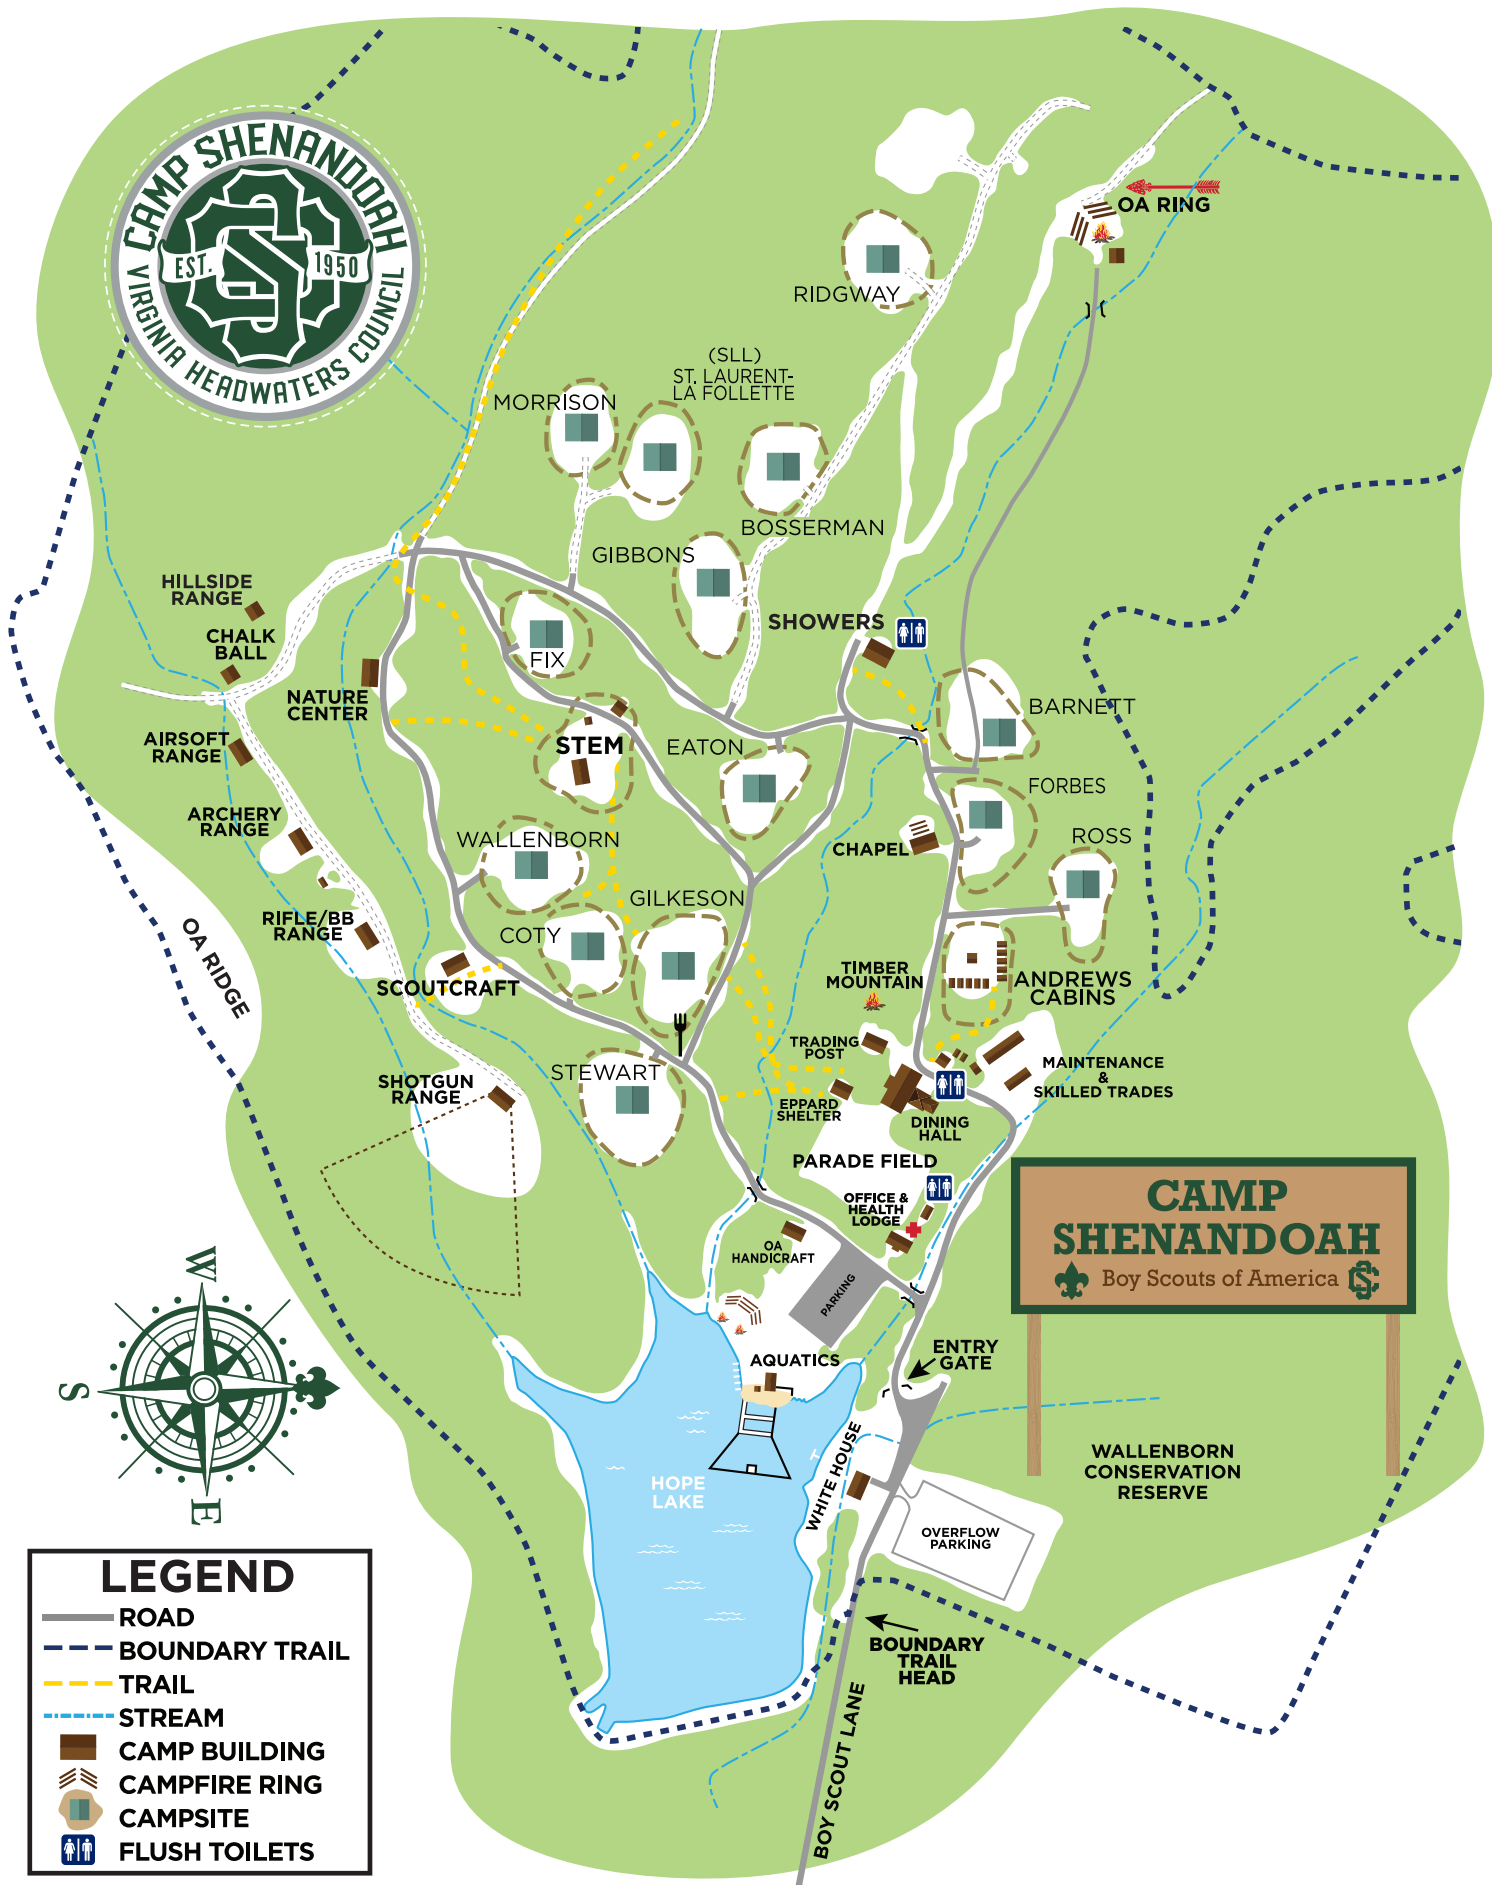 CAMP SHENANDOAH
EST.
1950
VIRGINIA HEADWATERS COUNCIL
OA RING
RIDGWAY
(SLL)
ST. LAURENT-
LA FOLLETTE
MORRISON
BOSSERMAN
GIBBONS
HILLSIDE
RANGE
CHALK
BALL
SHOWERS
FIX
NATURE
CENTER
BARNETT
AIRSOFT
RANGE
STEM
EATON
FORBES
ARCHERY
RANGE
WALLENBORN
CHAPEL
ROSS
GILKESON
RIFLE/BB
RANGE
COTY
OA RIDGE
SCOUTCRAFT
TIMBER
MOUNTAIN
ANDREWS
CABINS
TRADING
POST
MAINTENANCE
&
SKILLED TRADES
STEWART
SHOTGUN
RANGE
EPPARD
SHELTER
DINING
HALL
PARADE FIELD
OFFICE &
HEALTH
LODGE
OA
HANDICRAFT
PARKING
CAMP
SHENANDOAH
Boy Scouts of America
ENTRY
GATE
AQUATICS
W
S
E
HOPE
LAKE
WHITE HOUSE
WALLENBORN
CONSERVATION
RESERVE
OVERFLOW
PARKING
BOUNDARY
TRAIL
HEAD
BOY SCOUT LANE
LEGEND
ROAD
BOUNDARY TRAIL
TRAIL
STREAM
CAMP BUILDING
CAMPFIRE RING
CAMPSITE
FLUSH TOILETS